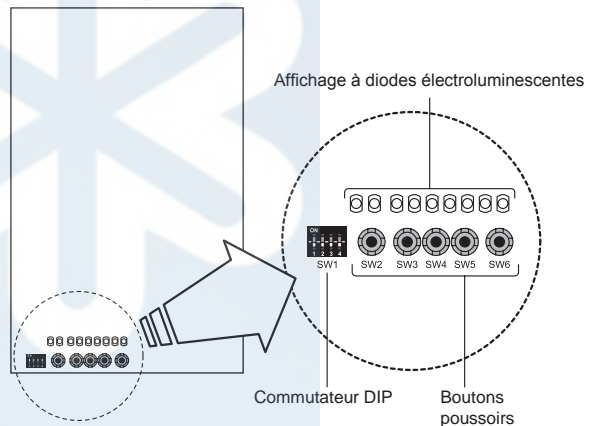 Affichage à diodes électroluminescentes
ON
1 2 3 4
SW1 SW2 SW3 SW4 SW5 SW6
Commutateur DIP
Boutons
poussoirs